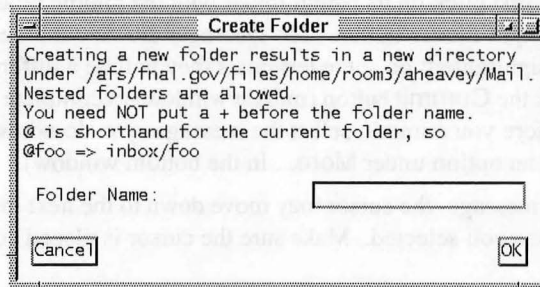 Create Folder
Creating a new folder results in a new directory
under /afs/fnal.gov/files/home/room3/aheavey/Mail.
Nested folders are allowed.
You need NOT put a + before the folder name.
@ is shorthand for the current folder, so
@foo => inbox/foo
Folder Name:
Cancel
OK